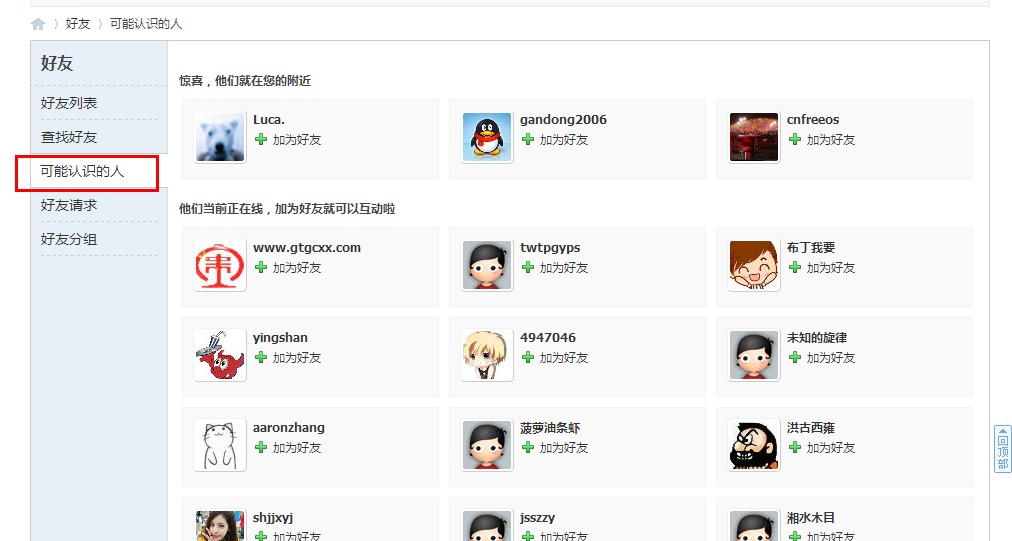 〉好友 〉可能认识的人
好友
好友列表
查找好友
可能认识的人
好友请求
好友分组
惊喜，他们就在您的附近
Luca.
加为好友
gandong2006
加为好友
cnfreeos
加为好友
他们当前正在线，加为好友就可以互动啦
www.gtgcxx.com
加为好友
twtpgyps
加为好友
布丁我要
加为好友
yingshan
加为好友
4947046
加为好友
未知的旋律
加为好友
aaronzhang
加为好友
菠萝油条虾
加为好友
洪古西雍
加为好友
shjjxyj
加为好友
jsszzy
加为好友
湘水木目
加为好友
回顶部